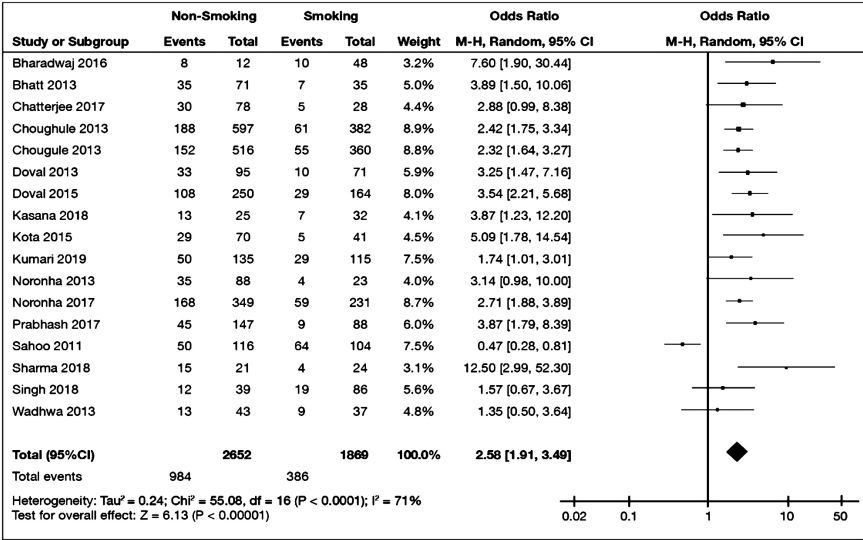 Non-Smoking Smoking Odds Ratio Odds Ratio
Study or Subgroup Events Total Events Total Weight M-H, Random, 95% CI M-H, Random, 95% CI
Bharadwaj 2016 8 12 10 48 3.2% 7.60 [1.90, 30.44]
Bhatt 2013 35 71 7 35 5.0% 3.89 [1.50, 10.06]
Chatterjee 2017 30 78 5 28 4.4% 2.88 [0.99, 8.38]
Choughule 2013 188 597 61 382 8.9% 2.42 [1.75, 3.34]
Chougule 2013 152 516 55 360 8.8% 2.32 [1.64, 3.27]
Doval 2013 33 95 10 71 5.9% 3.25 [1.47, 7.16]
Doval 2015 108 250 29 164 8.0% 3.54 [2.21, 5.68]
Kasana 2018 13 25 7 32 4.1% 3.87 [1.23, 12.20]
Kota 2015 29 70 5 41 4.5% 5.09 [1.78, 14.54]
Kumari 2019 50 135 29 115 7.5% 1.74 [1.01, 3.01]
Noronha 2013 35 88 4 23 4.0% 3.14 [0.98, 10.00]
Noronha 2017 168 349 59 231 8.7% 2.71 [1.88, 3.89]
Prabhash 2017 45 147 9 88 6.0% 3.87 [1.79, 8.39]
Sahoo 2011 50 116 64 104 7.5% 0.47 [0.28, 0.81]
Sharma 2018 15 21 4 24 3.1% 12.50 [2.99, 52.30]
Singh 2018 12 39 19 86 5.6% 1.57 [0.67, 3.67]
Wadhwa 2013 13 43 9 37 4.8% 1.35 [0.50, 3.64]
Total (95%CI) 2652 1869 100.0% 2.58 [1.91, 3.49]
Total events 984 386
Heterogeneity: Tau² = 0.24; Chi² = 55.08, df = 16 (P < 0.0001); I² = 71%
Test for overall effect: Z = 6.13 (P < 0.00001)
0.02 0.1 1 10 50